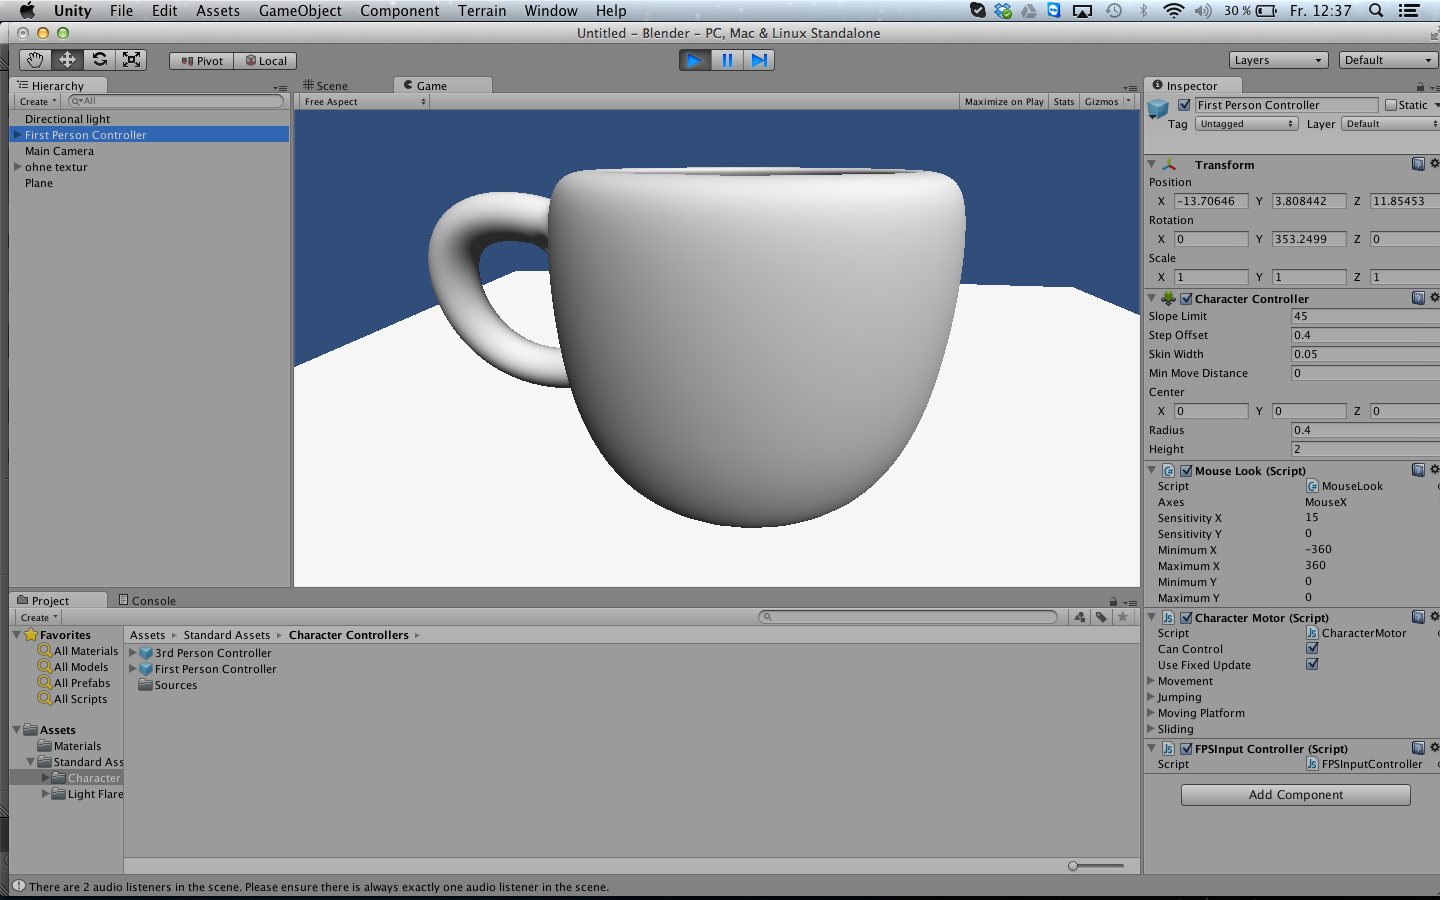 Unity File Edit Assets GameObject Component Terrain Window Help 30 % Fr. 12:37
Untitled - Blender - PC, Mac & Linux Standalone
Pivot Local Layers Default
Hierarchy
Create All
Directional light
First Person Controller
Main Camera
ohne textur
Plane
Scene Game
Free Aspect Maximize on Play Stats Gizmos
Inspector
First Person Controller Static
Tag Untagged Layer Default
Transform
Position
X -13.70646 Y 3.808442 Z 11.85453
Rotation
X 0 Y 353.2499 Z 0
Scale
X 1 Y 1 Z 1
Character Controller
Slope Limit 45
Step Offset 0.4
Skin Width 0.05
Min Move Distance 0
Center
X 0 Y 0 Z 0
Radius 0.4
Height 2
Mouse Look (Script)
Script MouseLook
Axes MouseX
Sensitivity X 15
Sensitivity Y 0
Minimum X -360
Maximum X 360
Minimum Y 0
Maximum Y 0
Character Motor (Script)
Script CharacterMotor
Can Control
Use Fixed Update
Movement
Jumping
Moving Platform
Sliding
FPSInput Controller (Script)
Script FPSInputController
Add Component
Project Console
Create
Favorites
All Materials
All Models
All Prefabs
All Scripts
Assets
Materials
Standard Ass
Character
Light Flare
Assets Standard Assets Character Controllers
3rd Person Controller
First Person Controller
Sources
There are 2 audio listeners in the scene. Please ensure there is always exactly one audio listener in the scene.